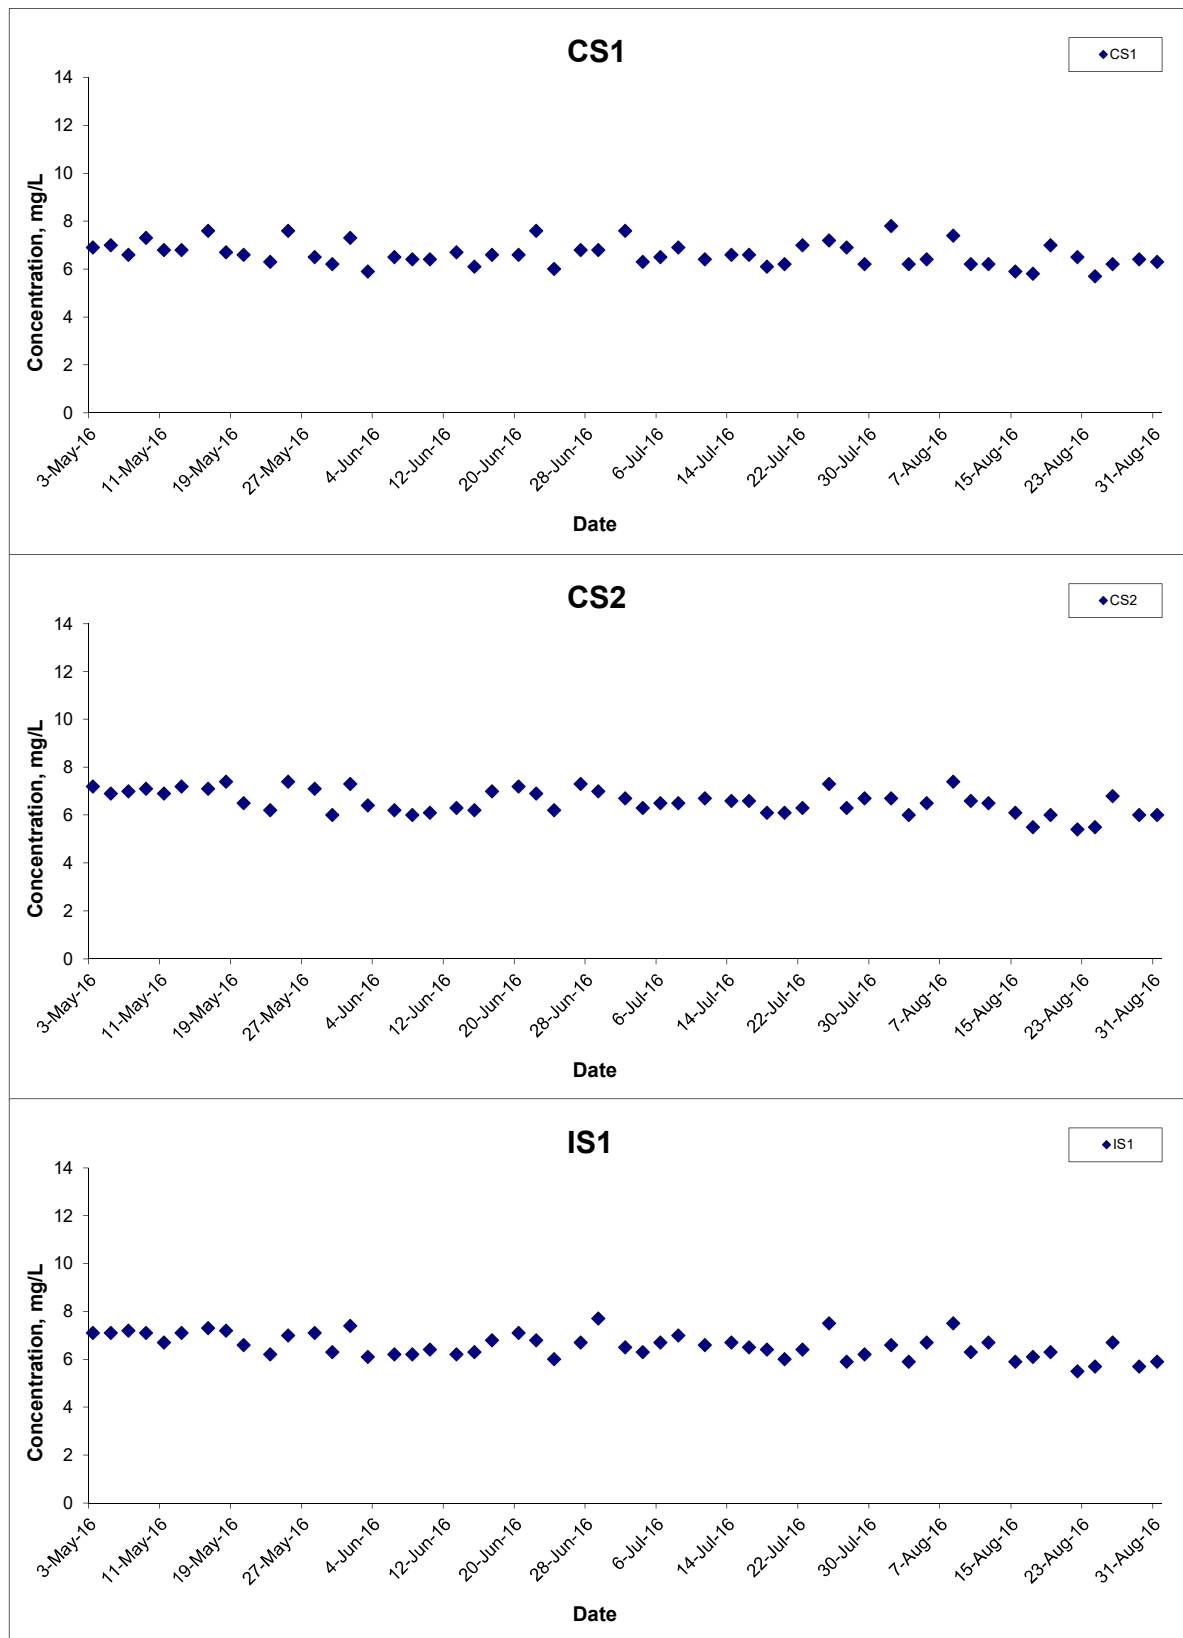 CS1
CS1
14
12
10
8
6
4
2
0
Concentration, mg/L
3-May-16
11-May-16
19-May-16
27-May-16
4-Jun-16
12-Jun-16
20-Jun-16
28-Jun-16
6-Jul-16
14-Jul-16
22-Jul-16
30-Jul-16
7-Aug-16
15-Aug-16
23-Aug-16
31-Aug-16
Date
CS2
CS2
14
12
10
8
6
4
2
0
Concentration, mg/L
3-May-16
11-May-16
19-May-16
27-May-16
4-Jun-16
12-Jun-16
20-Jun-16
28-Jun-16
6-Jul-16
14-Jul-16
22-Jul-16
30-Jul-16
7-Aug-16
15-Aug-16
23-Aug-16
31-Aug-16
Date
IS1
IS1
14
12
10
8
6
4
2
0
Concentration, mg/L
3-May-16
11-May-16
19-May-16
27-May-16
4-Jun-16
12-Jun-16
20-Jun-16
28-Jun-16
6-Jul-16
14-Jul-16
22-Jul-16
30-Jul-16
7-Aug-16
15-Aug-16
23-Aug-16
31-Aug-16
Date